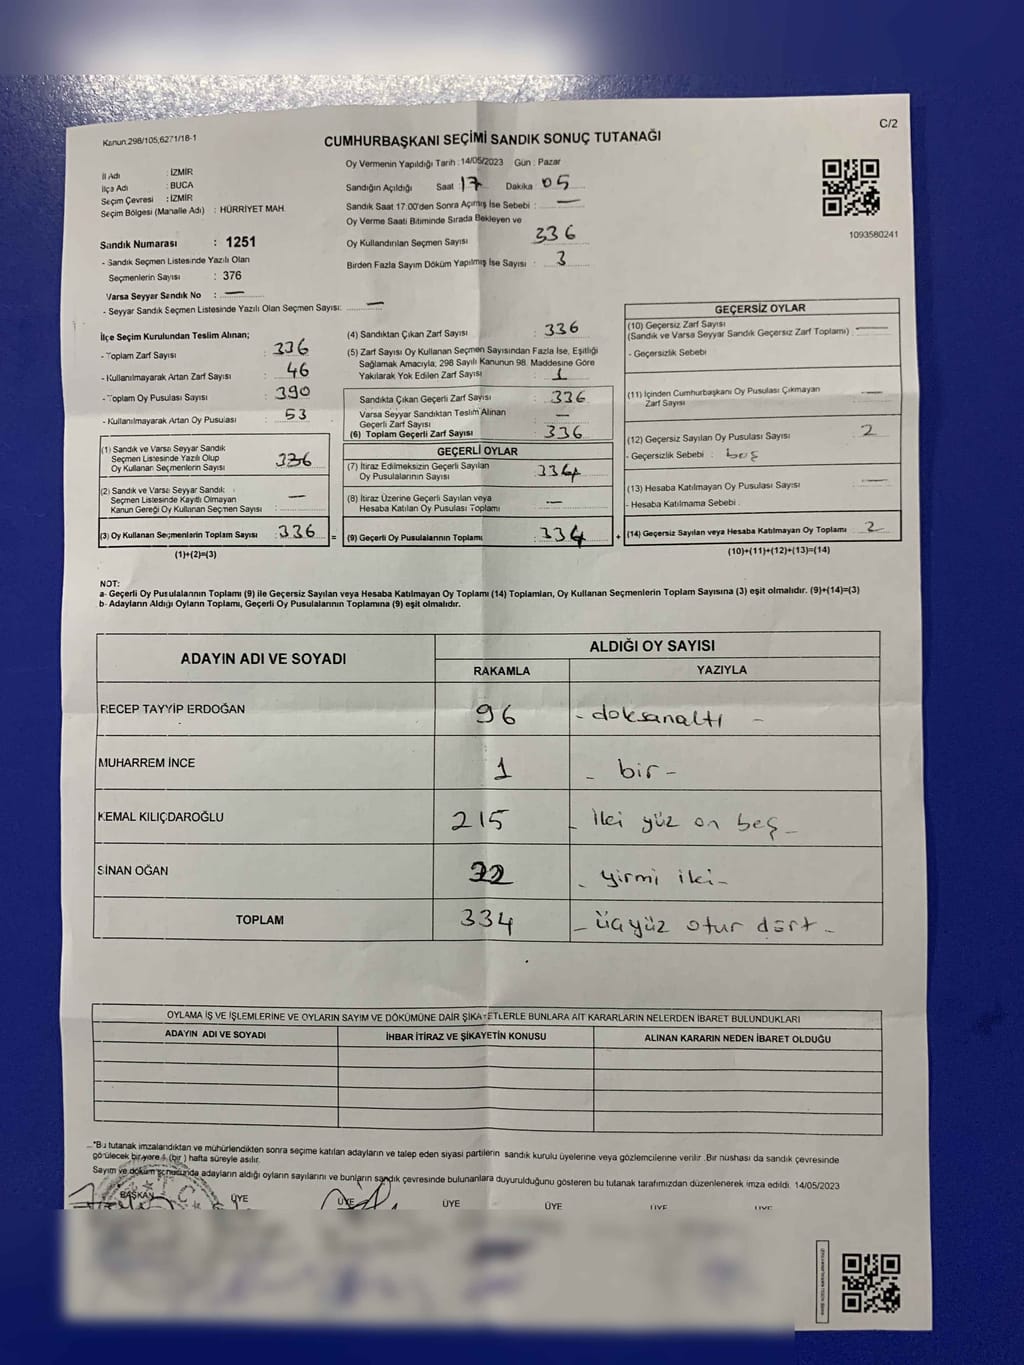 Kanun.298/105,6271/18-1
C/2
CUMHURBAŞKANI SEÇİMİ SANDIK SONUÇ TUTANAĞI
İl Adı : İZMİR
İlçe Adı : BUCA
Seçim Çevresi : İZMİR
Seçim Bölgesi (Mahalle Adı) : HÜRRİYET MAH.
Oy Vermenin Yapıldığı Tarih : 14/05/2023 Gün : Pazar
Sandığın Açıldığı Saat : 17 Dakika : 05
Sandık Saat 17:00'den Sonra Açımış İse Sebebi : —
Oy Verme Saati Bitiminde Sırada Bekleyen ve
Oy Kullandırılan Seçmen Sayısı 336
Birden Fazla Sayım Döküm Yapılmış İse Sayısı : 3
1093580241
Sandık Numarası : 1251
- Sandık Seçmen Listesinde Yazılı Olan
Seçmenlerin Sayısı : 376
Varsa Seyyar Sandık No : —
- Seyyar Sandık Seçmen Listesinde Yazılı Olan Seçmen Sayısı: —
İlçe Seçim Kurulundan Teslim Alınan;
- Toplam Zarf Sayısı : 336
- Kullanılmayarak Artan Zarf Sayısı : 46
- Toplam Oy Pusulası Sayısı : 390
- Kullanılmayarak Artan Oy Pusulası : 53
(1) Sandık ve Varsa Seyyar Sandık
Seçmen Listesinde Yazılı Olup
Oy Kullanan Seçmenlerin Sayısı : 336
(2) Sandık ve Varsa Seyyar Sandık
Seçmen Listesinde Kayıtlı Olmayan
Kanun Gereği Oy Kullanan Seçmen Sayısı : —
(3) Oy Kullanan Seçmenlerin Toplam Sayısı : 336 =
(1)+(2)=(3)
(4) Sandıktan Çıkan Zarf Sayısı : 336
(5) Zarf Sayısı Oy Kullanan Seçmen Sayısından Fazla İse, Eşitliği
Sağlamak Amacıyla, 298 Sayılı Kanunun 98. Maddesine Göre
Yakılarak Yok Edilen Zarf Sayısı : 1
Sandıkta Çıkan Geçerli Zarf Sayısı : 336
Varsa Seyyar Sandıktan Teslim Alınan
Geçerli Zarf Sayısı : —
(6) Toplam Geçerli Zarf Sayısı : 336
GEÇERLİ OYLAR
(7) İtiraz Edilmeksizin Geçerli Sayılan
Oy Pusulalarının Sayısı : 334
(8) İtiraz Üzerine Geçerli Sayılan veya
Hesaba Katılan Oy Pusulası Toplamı : —
(9) Geçerli Oy Pusulalarının Toplamı : 334 +
GEÇERSİZ OYLAR
(10) Geçersiz Zarf Sayısı
(Sandık ve Varsa Seyyar Sandık Geçersiz Zarf Toplamı) : —
- Geçersizlik Sebebi
(11) İçinden Cumhurbaşkanı Oy Pusulası Çıkmayan
Zarf Sayısı —
(12) Geçersiz Sayılan Oy Pusulası Sayısı : 2
- Geçersizlik Sebebi : boş
(13) Hesaba Katılmayan Oy Pusulası Sayısı : —
- Hesaba Katılmama Sebebi :
(14) Geçersiz Sayılan veya Hesaba Katılmayan Oy Toplamı : 2
(10)+(11)+(12)+(13)=(14)
NOT:
a- Geçerli Oy Pusulalarının Toplamı (9) ile Geçersiz Sayılan veya Hesaba Katılmayan Oy Toplamı (14) Toplamları, Oy Kullanan Seçmenlerin Toplam Sayısına (3) eşit olmalıdır. (9)+(14)=(3)
b- Adayların Aldığı Oyların Toplamı, Geçerli Oy Pusulalarının Toplamına (9) eşit olmalıdır.
ADAYIN ADI VE SOYADI
ALDIĞI OY SAYISI
RAKAMLA YAZIYLA
RECEP TAYYİP ERDOĞAN 96 - doksanaltı -
MUHARREM İNCE 1 - bir -
KEMAL KILIÇDAROĞLU 215 - iki yüz on beş -
SİNAN OĞAN 22 - yirmi iki -
TOPLAM 334 - üçyüz otuz dört -
OYLAMA İŞ VE İŞLEMLERİNE VE OYLARIN SAYIM VE DÖKÜMÜNE DAİR ŞİKAYETLERLE BUNLARA AİT KARARLARIN NELERDEN İBARET BULUNDUKLARI
ADAYIN ADI VE SOYADI İHBAR İTİRAZ VE ŞİKAYETİN KONUSU ALINAN KARARIN NEDEN İBARET OLDUĞU
"Bu tutanak imzalandıktan ve mühürlendikten sonra seçime katılan adayların ve talep eden siyasi partilerin sandık kurulu üyelerine veya gözlemcilerine verilir. Bir nüshası da sandık çevresinde
görülecek bir yere 1 (bir) hafta süreyle asılır.
Sayım ve döküm sonucunda adayların aldığı oyların sayılarını ve bunların sandık çevresinde bulunanlara duyurulduğunu gösteren bu tutanak tarafımızdan düzenlenerek imza edildi. 14/05/2023
BAŞKAN ÜYE ÜYE ÜYE ÜYE ÜYE ÜYE